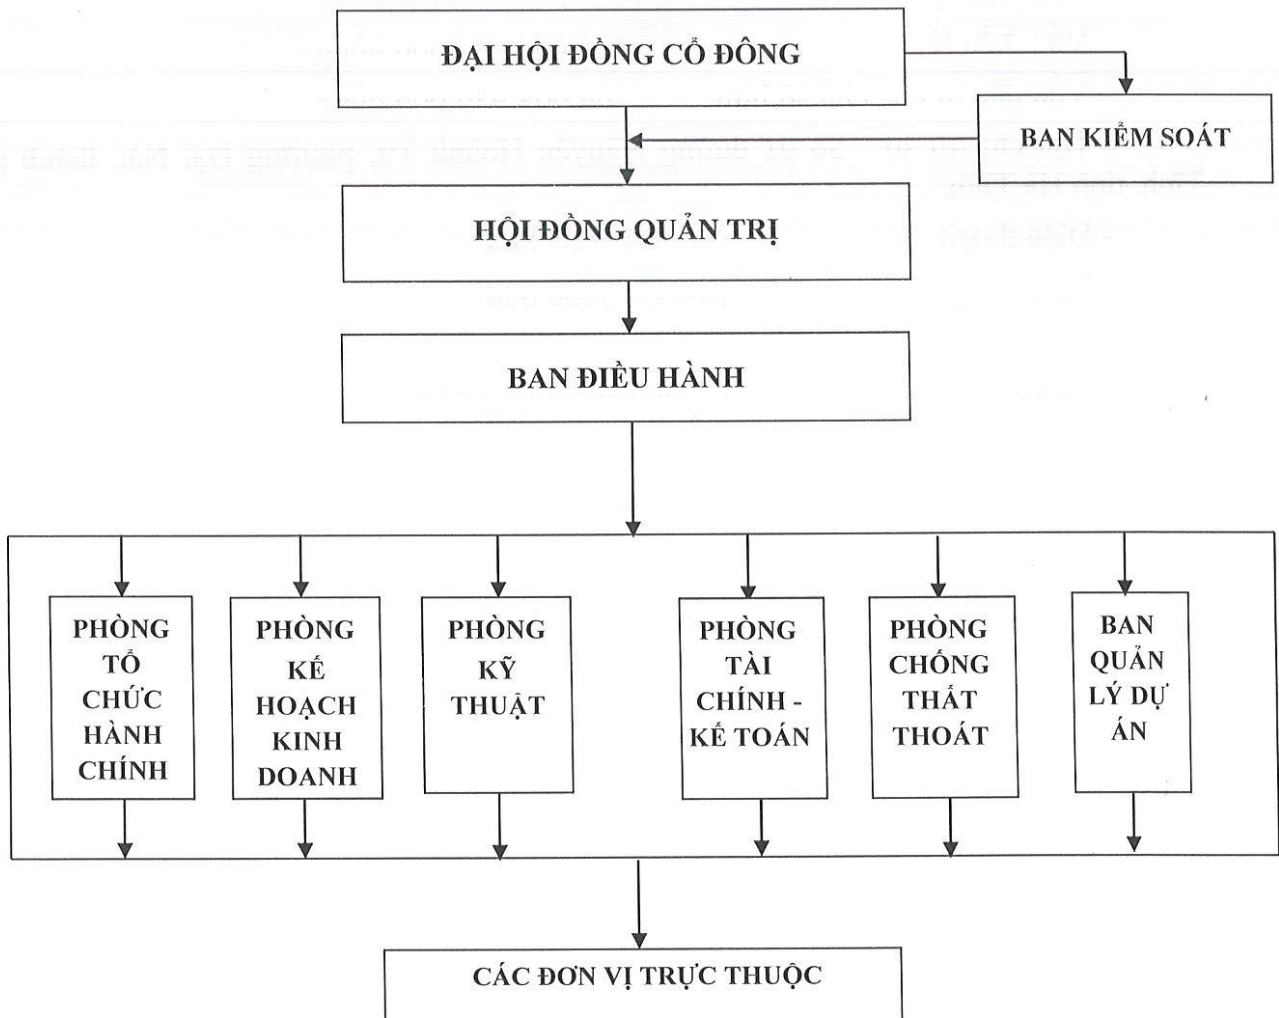 ĐẠI HỘI ĐỒNG CỔ ĐÔNG
BAN KIỂM SOÁT
HỘI ĐỒNG QUẢN TRỊ
BAN ĐIỀU HÀNH
PHÒNG
TỔ
CHỨC
HÀNH
CHÍNH
PHÒNG
KẾ
HOẠCH
KINH
DOANH
PHÒNG
KỸ
THUẬT
PHÒNG
TÀI
CHÍNH -
KẾ TOÁN
PHÒNG
CHỐNG
THẤT
THOÁT
BAN
QUẢN
LÝ DỰ
ÁN
CÁC ĐƠN VỊ TRỰC THUỘC